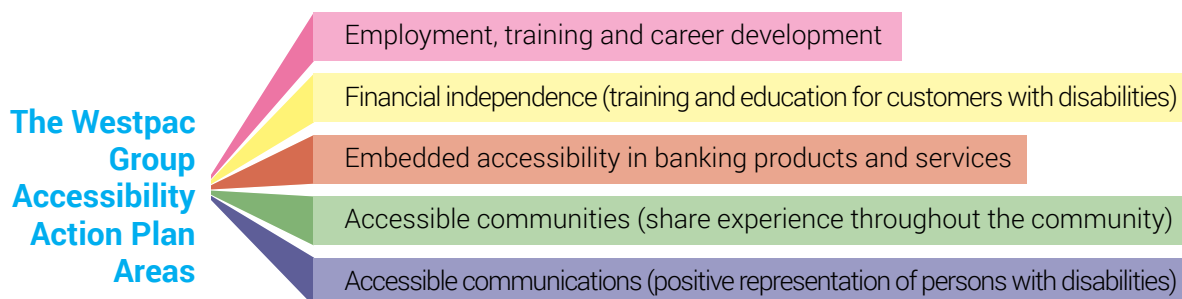 The Westpac
Group
Accessibility
Action Plan
Areas
Employment, training and career development
Financial independence (training and education for customers with disabilities)
Embedded accessibility in banking products and services
Accessible communities (share experience throughout the community)
Accessible communications (positive representation of persons with disabilities)